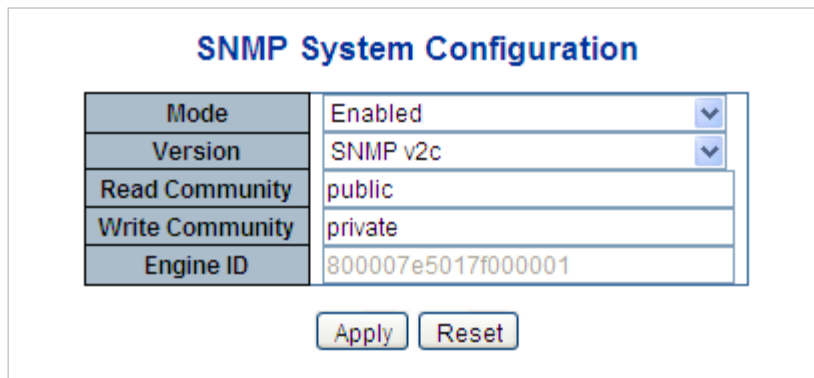 SNMP System Configuration
Mode Enabled
Version SNMP v2c
Read Community public
Write Community private
Engine ID 800007e5017f000001
Apply Reset